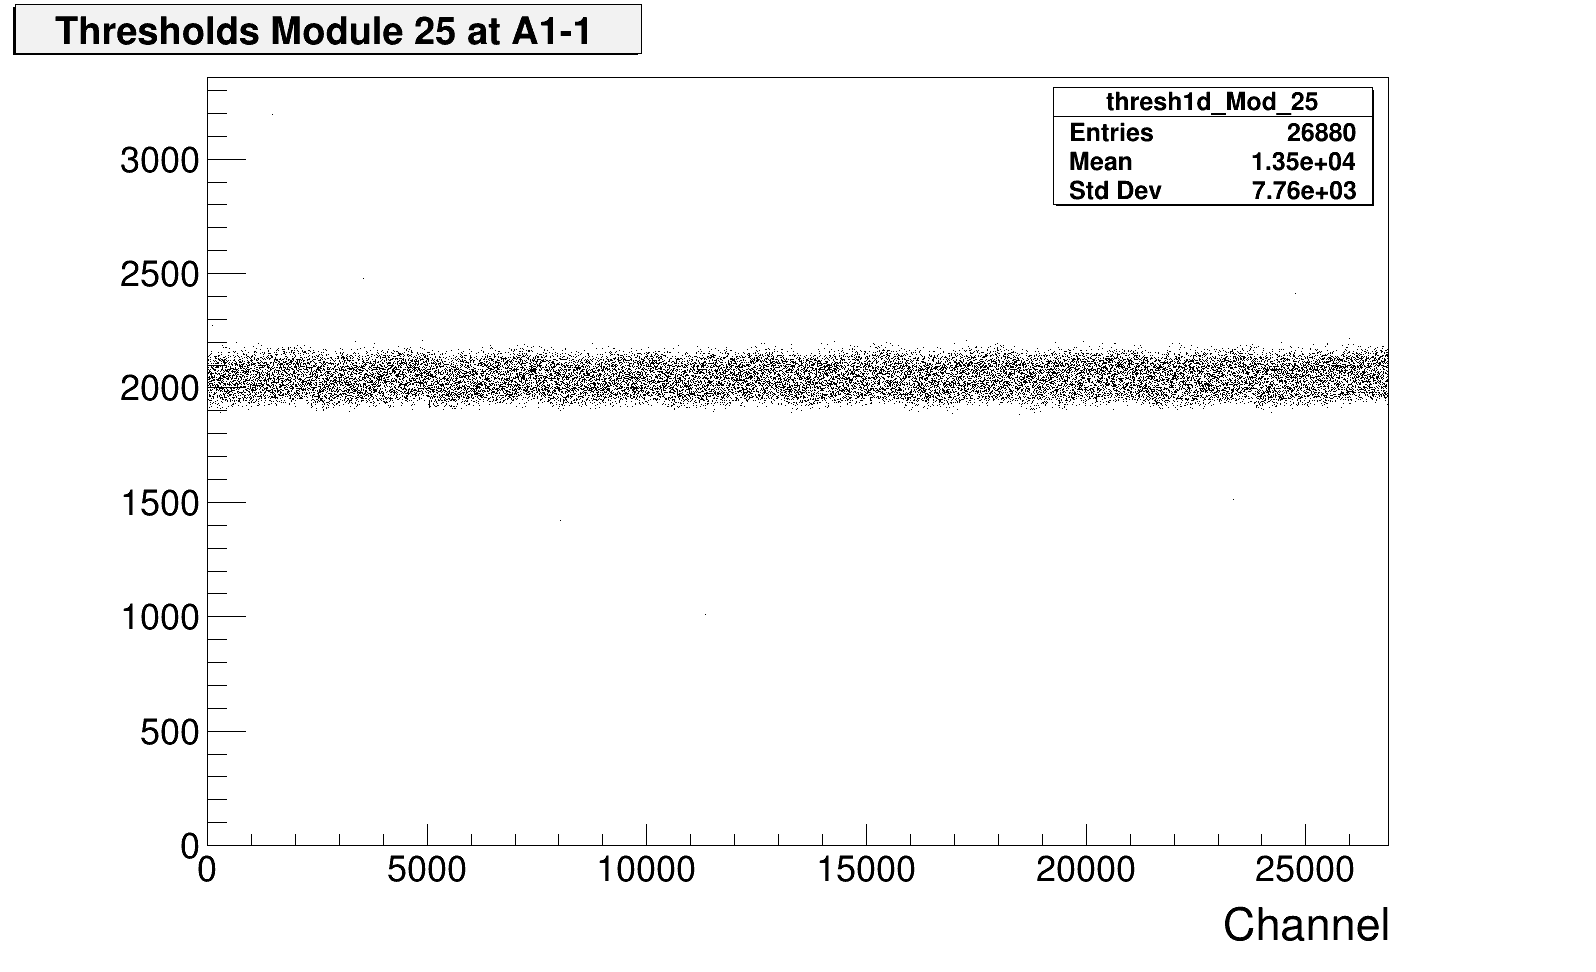 Thresholds Module 25 at A1-1
thresh1d_Mod_25
Entries 26880
Mean 1.35e+04
Std Dev 7.76e+03
3000
2500
2000
1500
1000
500
0
0 5000 10000 15000 20000 25000
Channel